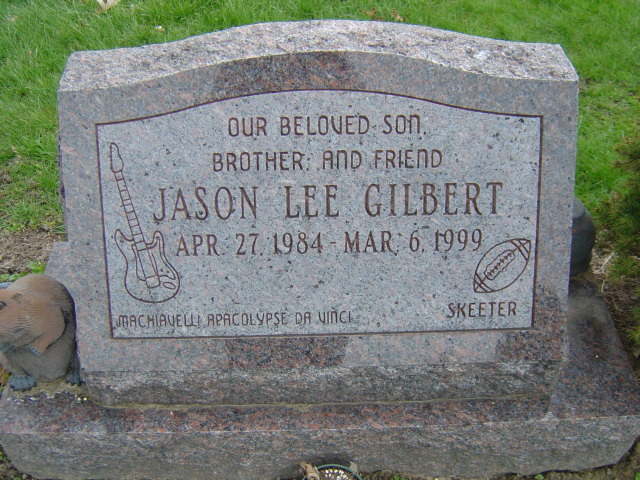 OUR BELOVED SON,
BROTHER, AND FRIEND
JASON LEE GILBERT
APR. 27, 1984 - MAR. 6, 1999
MACHIAVELLI APACOLYPSE DA VINCI
SKEETER